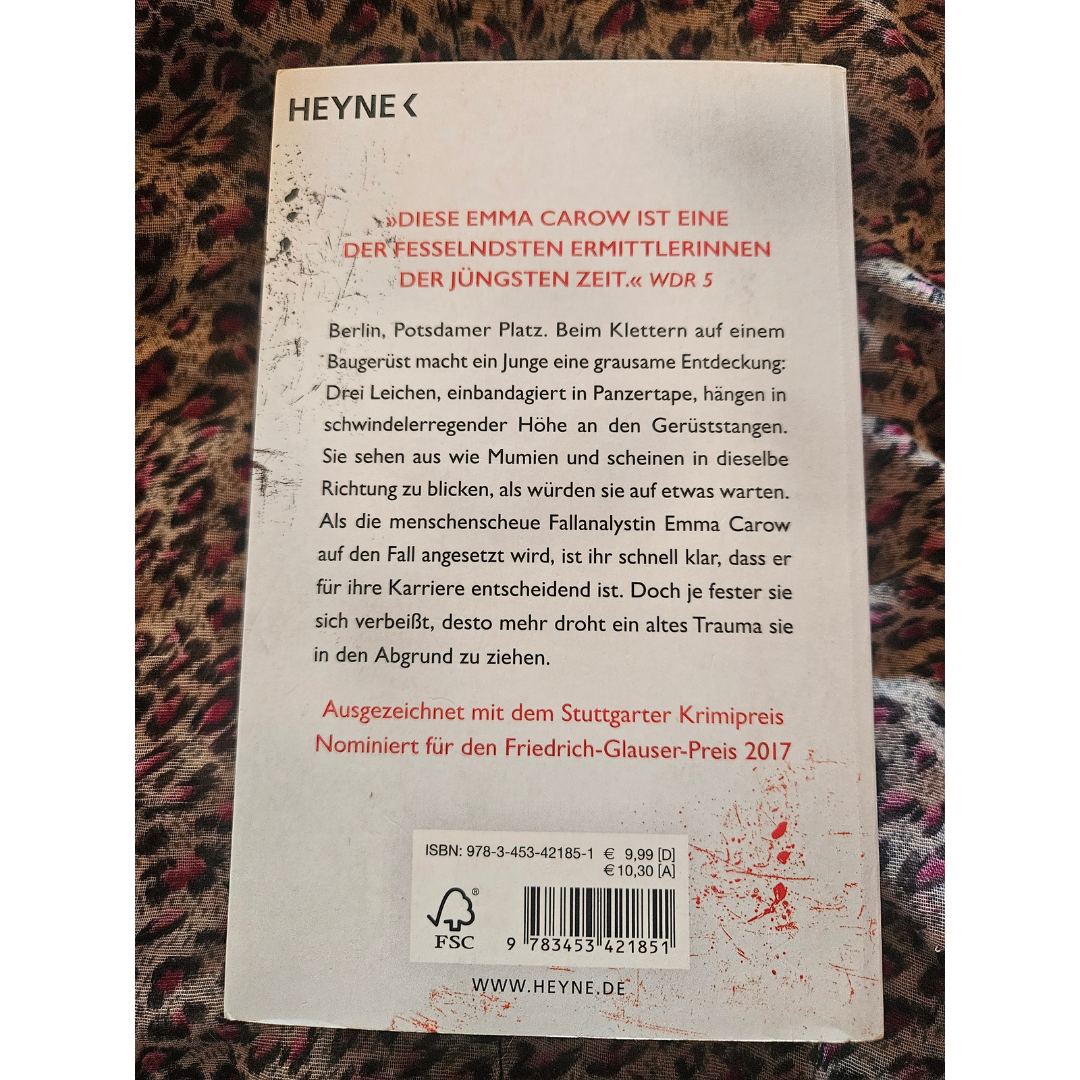 HEYNE <
»DIESE EMMA CAROW IST EINE
DER FESSELNDSTEN ERMITTLERINNEN
DER JÜNGSTEN ZEIT.« WDR 5
Berlin, Potsdamer Platz. Beim Klettern auf einem
Baugerüst macht ein Junge eine grausame Entdeckung:
Drei Leichen, einbandagiert in Panzertape, hängen in
schwindelerregender Höhe an den Gerüststangen.
Sie sehen aus wie Mumien und scheinen in dieselbe
Richtung zu blicken, als würden sie auf etwas warten.
Als die menschenscheue Fallanalystin Emma Carow
auf den Fall angesetzt wird, ist ihr schnell klar, dass er
für ihre Karriere entscheidend ist. Doch je fester sie
sich verbeißt, desto mehr droht ein altes Trauma sie
in den Abgrund zu ziehen.
Ausgezeichnet mit dem Stuttgarter Krimipreis
Nominiert für den Friedrich-Glauser-Preis 2017
ISBN: 978-3-453-42185-1 € 9,99 [D]
€ 10,30 [A]
®
FSC
9 783453 421851
WWW.HEYNE.DE